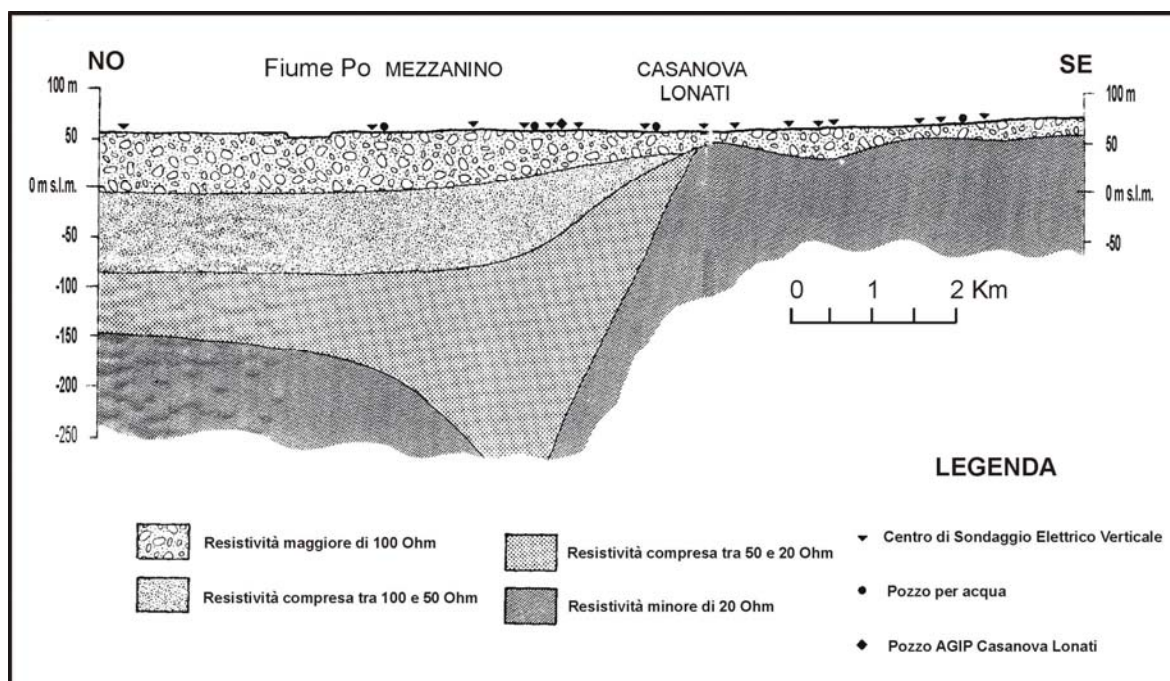 NO
Fiume Po MEZZANINO
CASANOVA
LONATI
SE
100 m
50
0 m s.l.m.
-50
-100
-150
-200
-250
100 m
50
0 m s.l.m.
-50
0 1 2 Km
LEGENDA
Resistività maggiore di 100 Ohm
Resistività compresa tra 100 e 50 Ohm
Resistività compresa tra 50 e 20 Ohm
Resistività minore di 20 Ohm
Centro di Sondaggio Elettrico Verticale
Pozzo per acqua
Pozzo AGIP Casanova Lonati